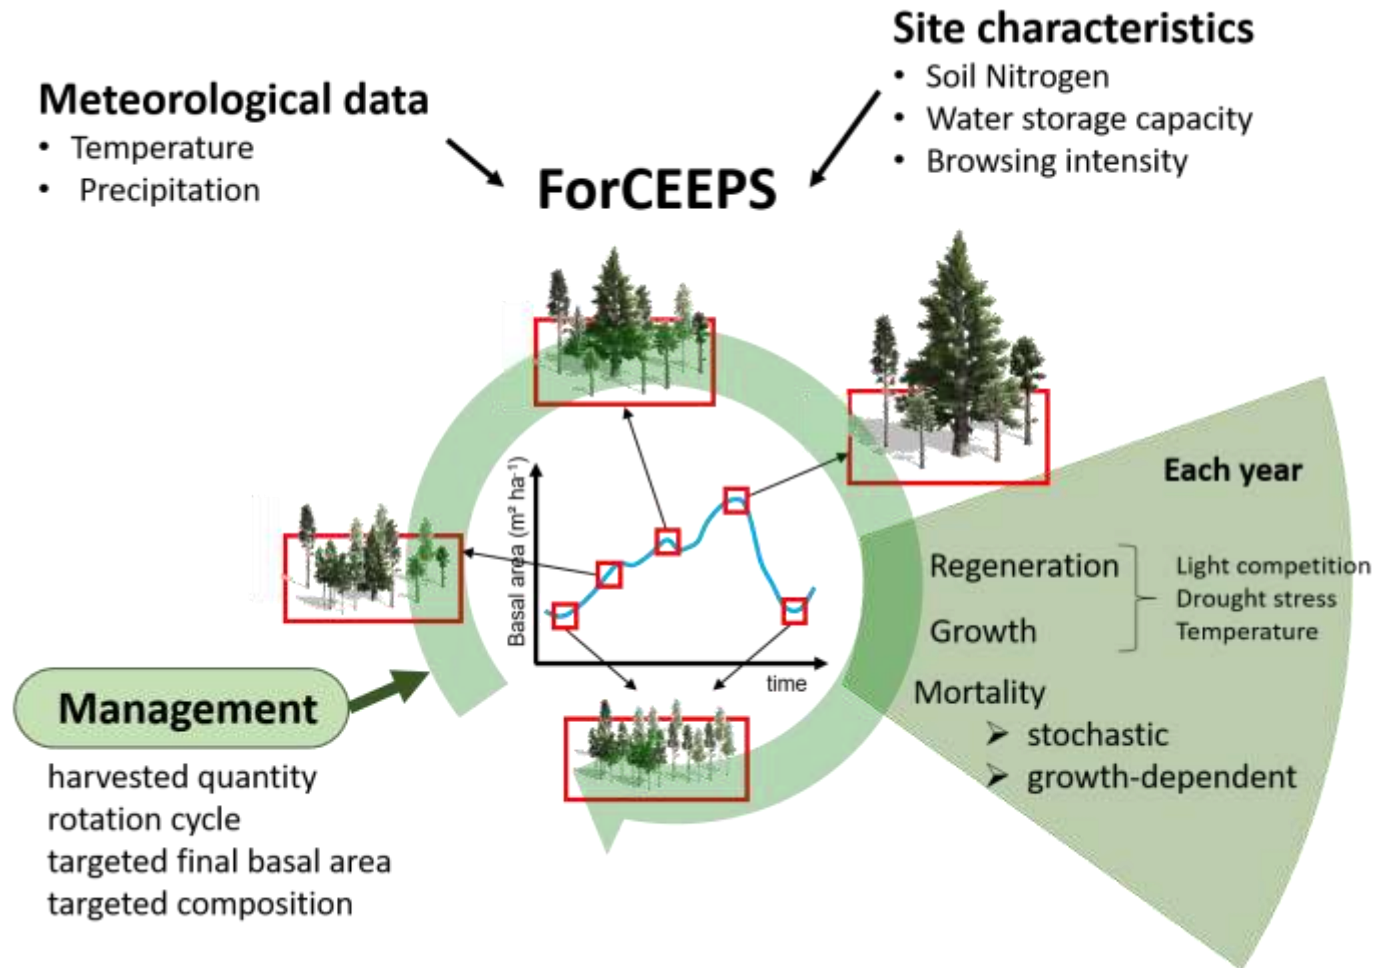 Site characteristics
• Soil Nitrogen
• Water storage capacity
• Browsing intensity
Meteorological data
• Temperature
• Precipitation
ForCEEPS
Basal area (m² ha⁻¹)
time
Each year
Regeneration
Growth
Light competition
Drought stress
Temperature
Mortality
➢ stochastic
➢ growth-dependent
Management
harvested quantity
rotation cycle
targeted final basal area
targeted composition